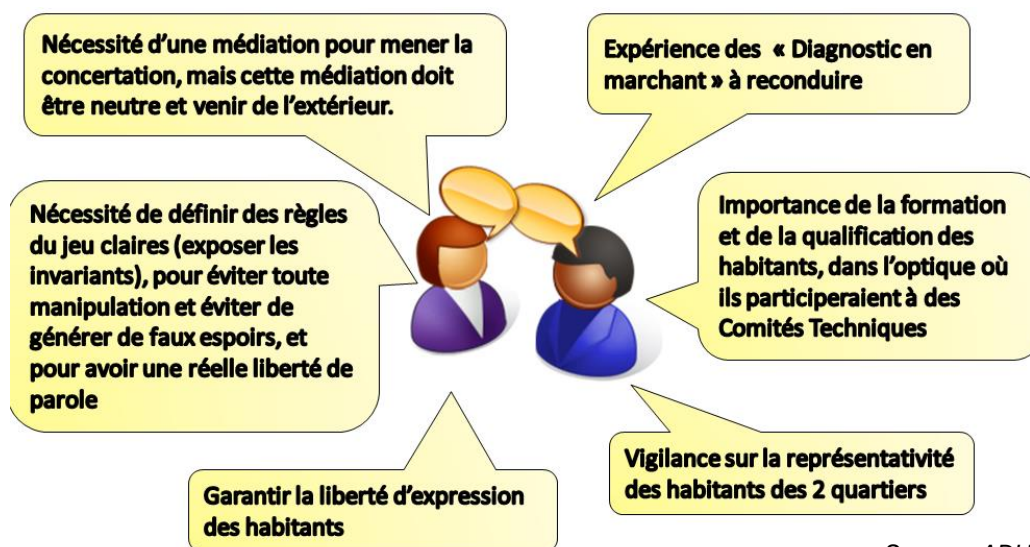 Nécessité d'une médiation pour mener la
concertation, mais cette médiation doit
être neutre et venir de l'extérieur.
Expérience des « Diagnostic en
marchant » à reconduire
Nécessité de définir des règles
du jeu claires (exposer les
invariants), pour éviter toute
manipulation et éviter de
générer de faux espoirs, et
pour avoir une réelle liberté de
parole
Importance de la formation
et de la qualification des
habitants, dans l'optique où
ils participeraient à des
Comités Techniques
Garantir la liberté d'expression
des habitants
Vigilance sur la représentativité
des habitants des 2 quartiers